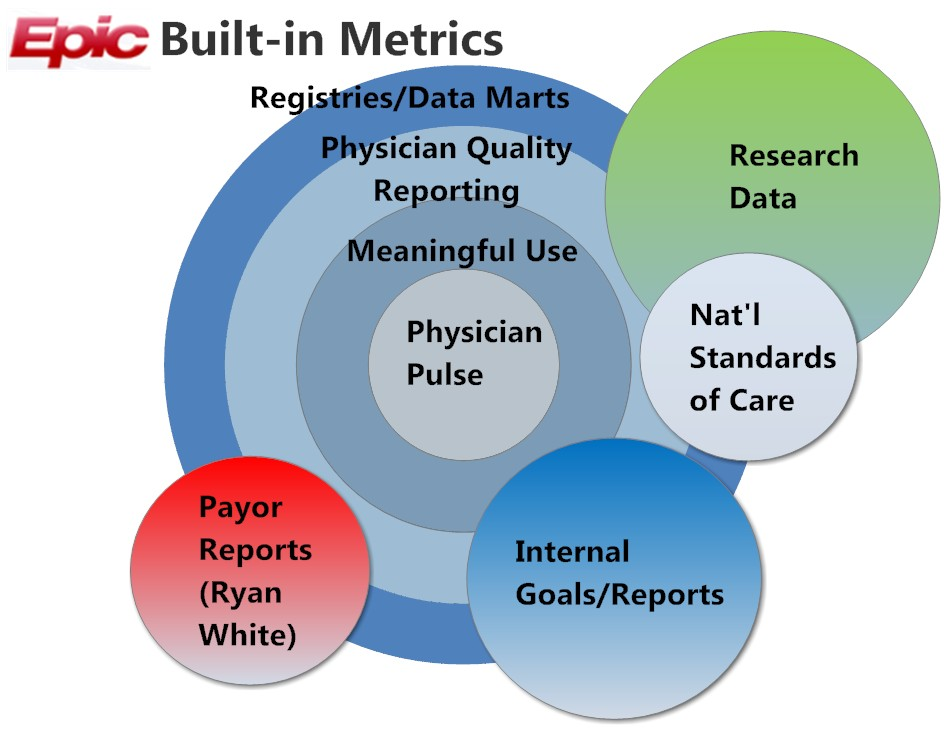 Epic Built-in Metrics
Registries/Data Marts
Physician Quality
Reporting
Meaningful Use
Physician
Pulse
Research
Data
Nat'l
Standards
of Care
Payor
Reports
(Ryan
White)
Internal
Goals/Reports